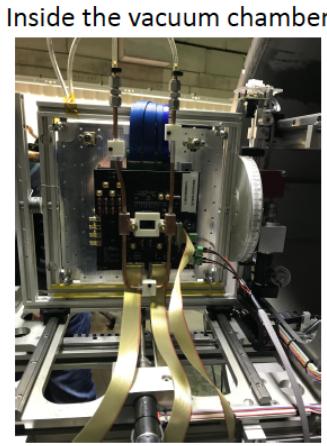 Inside the vacuum chamber